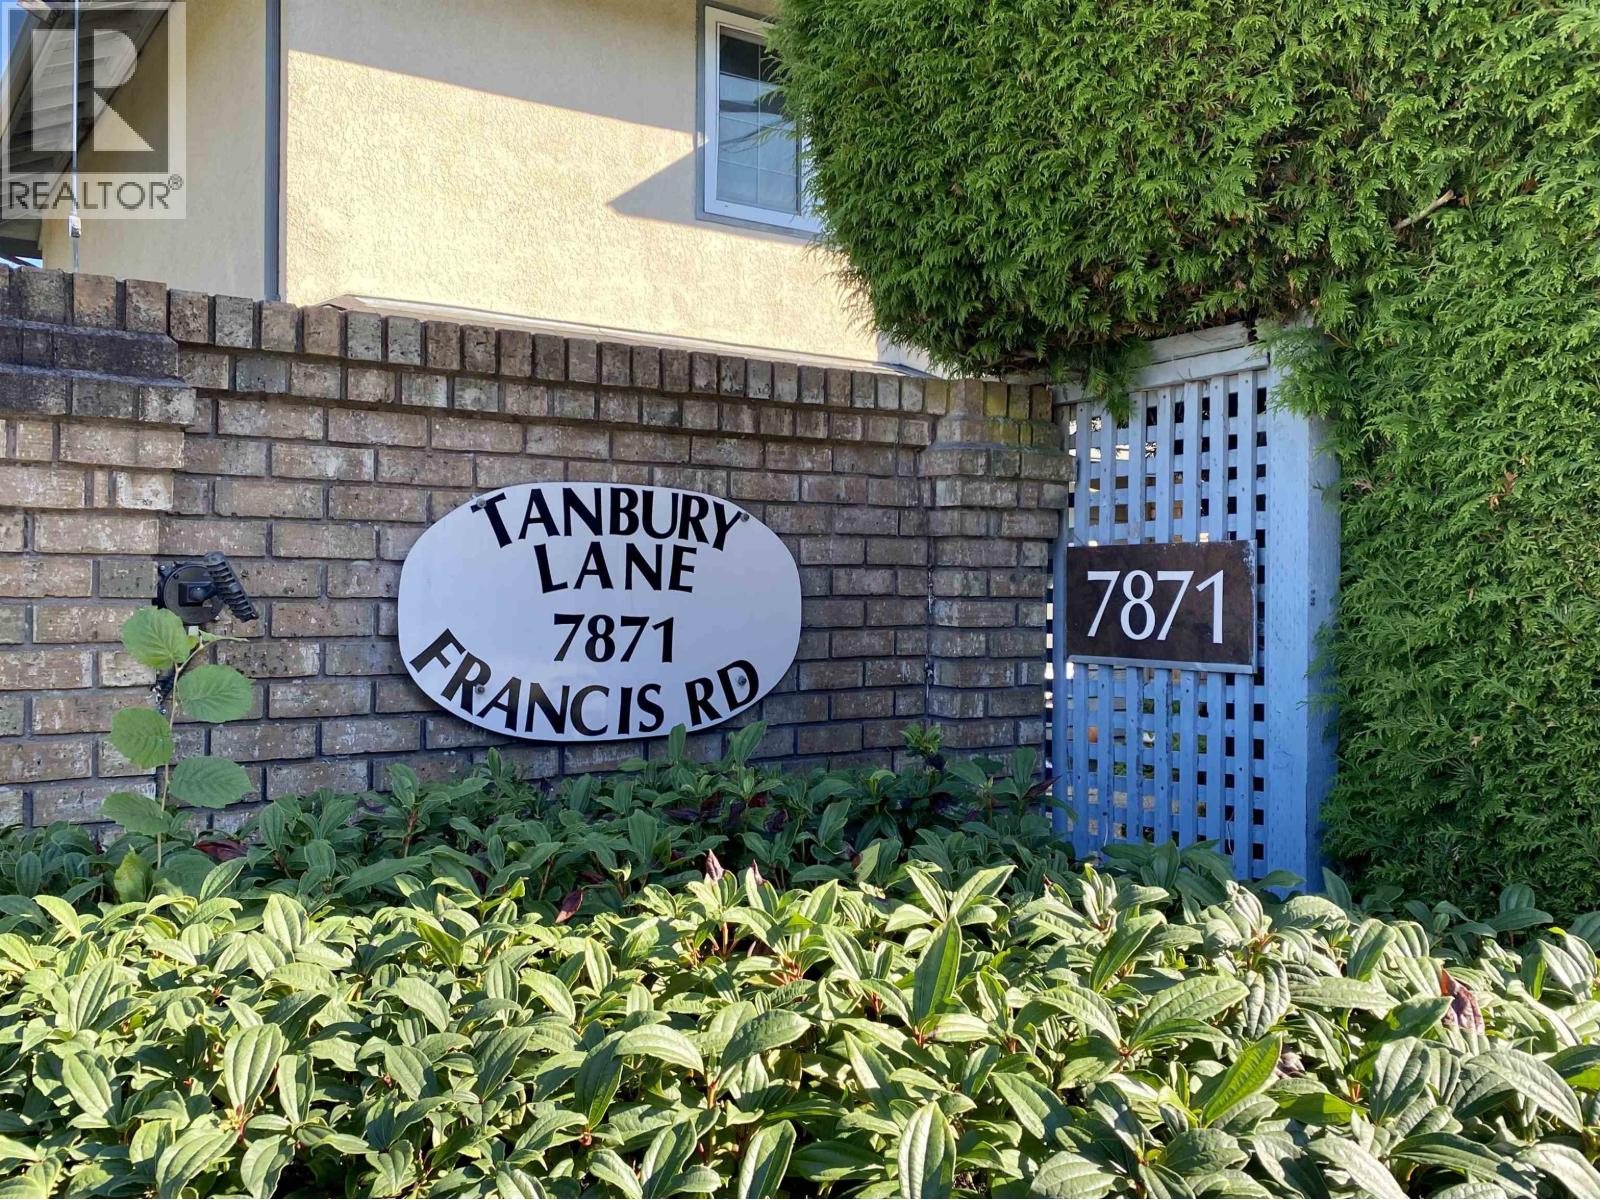 R
REALTOR®
TANBURY
LANE
7871
FRANCIS RD
7871